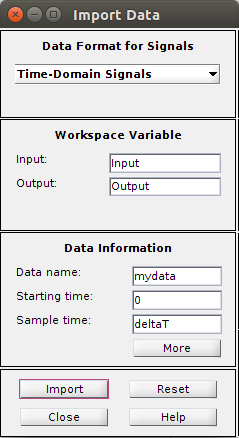 Import Data
Data Format for Signals
Time-Domain Signals
Workspace Variable
Input: Input
Output: Output
Data Information
Data name: mydata
Starting time: 0
Sample time: deltaT
More
Import Reset
Close Help